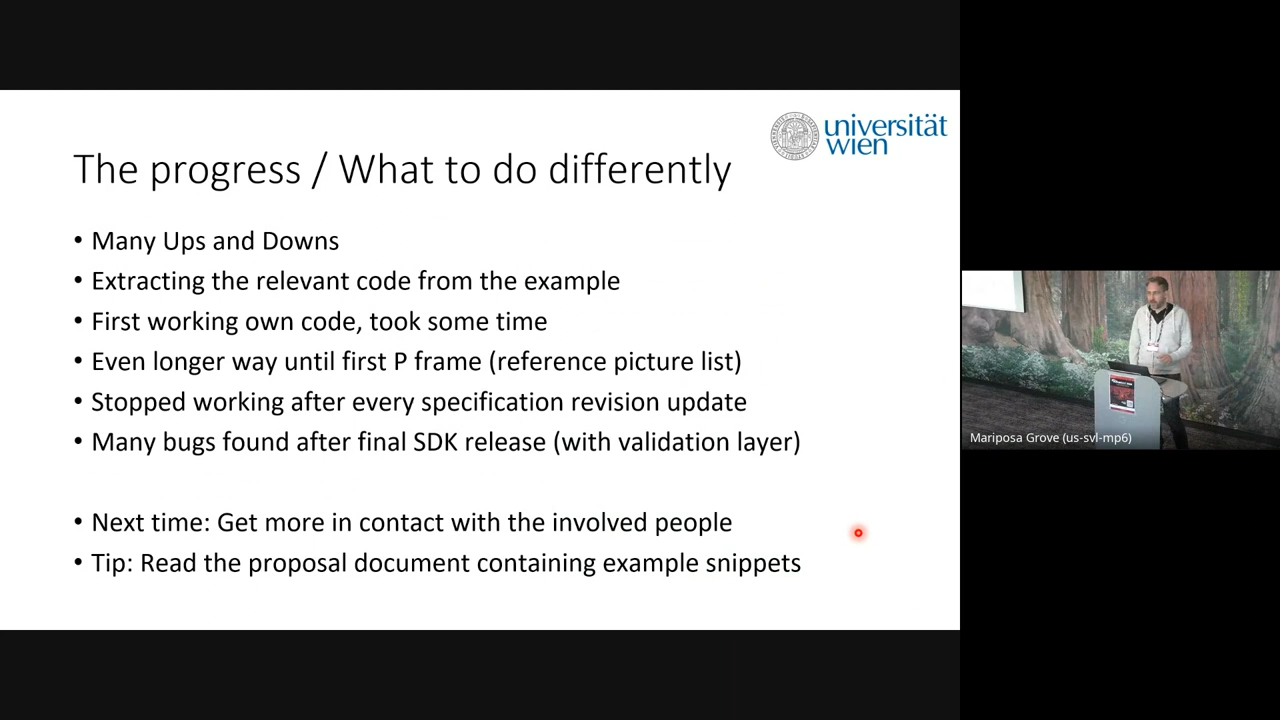 universität
wien
The progress / What to do differently
• Many Ups and Downs
• Extracting the relevant code from the example
• First working own code, took some time
• Even longer way until first P frame (reference picture list)
• Stopped working after every specification revision update
• Many bugs found after final SDK release (with validation layer)
• Next time: Get more in contact with the involved people
• Tip: Read the proposal document containing example snippets
Mariposa Grove (us-svl-mp6)